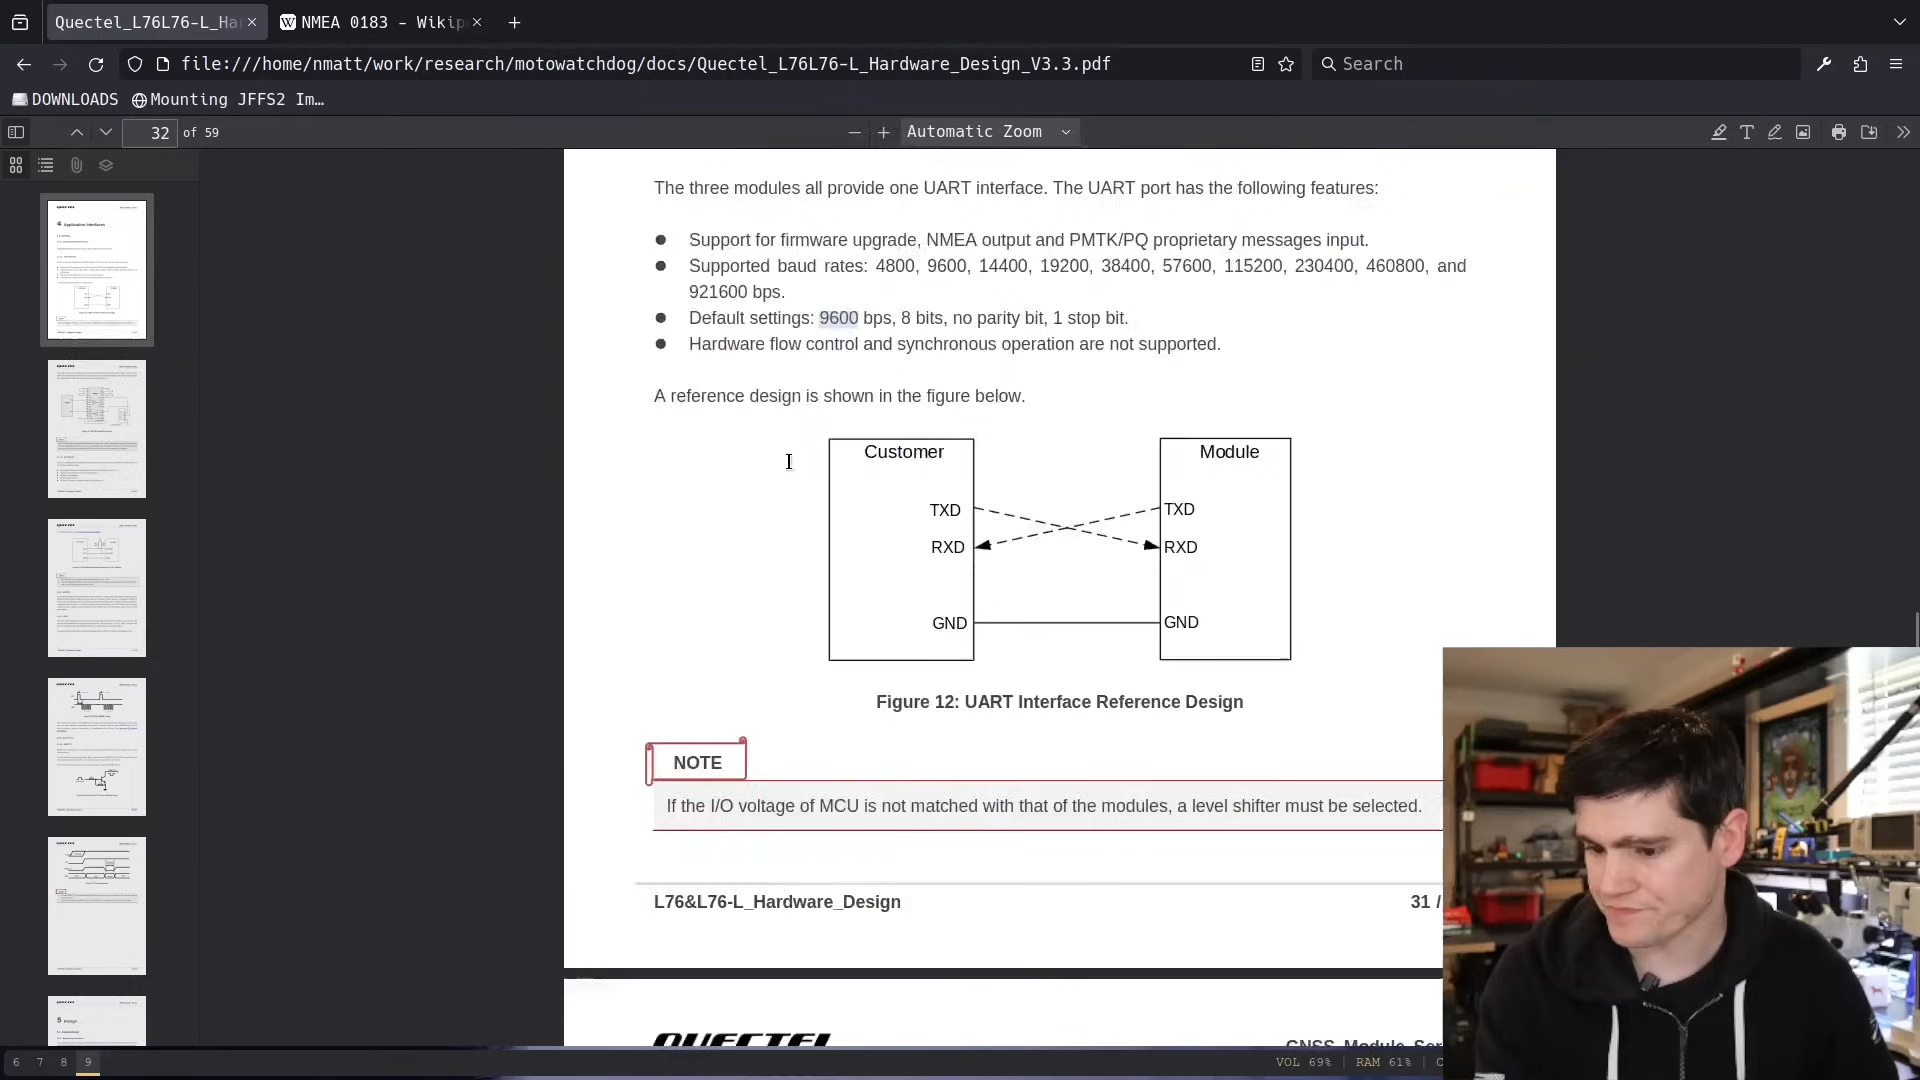 Quectel_L76L76-L_Ha
NMEA 0183 - Wikip
file:///home/nmatt/work/research/motowatchdog/docs/Quectel_L76L76-L_Hardware_Design_V3.3.pdf
Search
DOWNLOADS
Mounting JFFS2 Im…
32 of 59
Automatic Zoom
The three modules all provide one UART interface. The UART port has the following features:
● Support for firmware upgrade, NMEA output and PMTK/PQ proprietary messages input.
● Supported baud rates: 4800, 9600, 14400, 19200, 38400, 57600, 115200, 230400, 460800, and
921600 bps.
● Default settings: 9600 bps, 8 bits, no parity bit, 1 stop bit.
● Hardware flow control and synchronous operation are not supported.
A reference design is shown in the figure below.
Customer
Module
TXD
TXD
RXD
RXD
GND
GND
Figure 12: UART Interface Reference Design
NOTE
If the I/O voltage of MCU is not matched with that of the modules, a level shifter must be selected.
L76&L76-L_Hardware_Design
31 /
QUECTEL
6 7 8 9
VOL 69% | RAM 61% |